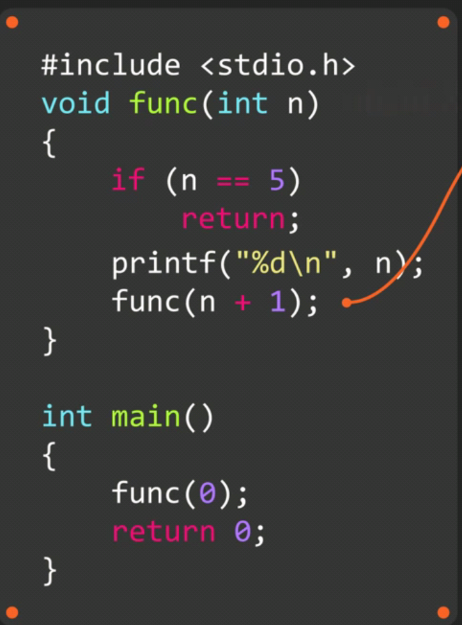 #include <stdio.h>
void func(int n)
{
    if (n == 5)
        return;
    printf("%d\n", n);
    func(n + 1);
}

int main()
{
    func(0);
    return 0;
}